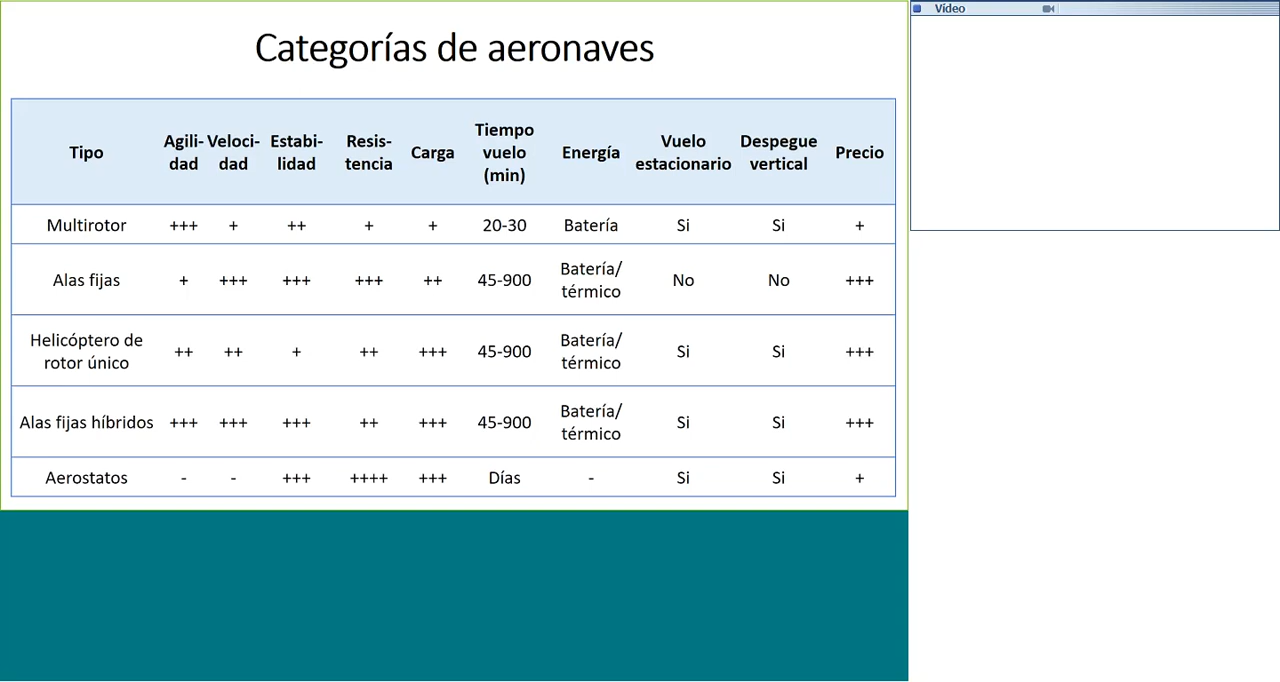 Categorías de aeronaves
Tipo Agili-dad Veloci-dad Estabi-lidad Resis-tencia Carga Tiempo vuelo (min) Energía Vuelo estacionario Despegue vertical Precio
Multirotor +++ + ++ + + 20-30 Batería Si Si +
Alas fijas + +++ +++ +++ ++ 45-900 Batería/térmico No No +++
Helicóptero de rotor único ++ ++ + ++ +++ 45-900 Batería/térmico Si Si +++
Alas fijas híbridos +++ +++ +++ ++ +++ 45-900 Batería/térmico Si Si +++
Aerostatos - - +++ ++++ +++ Días - Si Si +
Vídeo